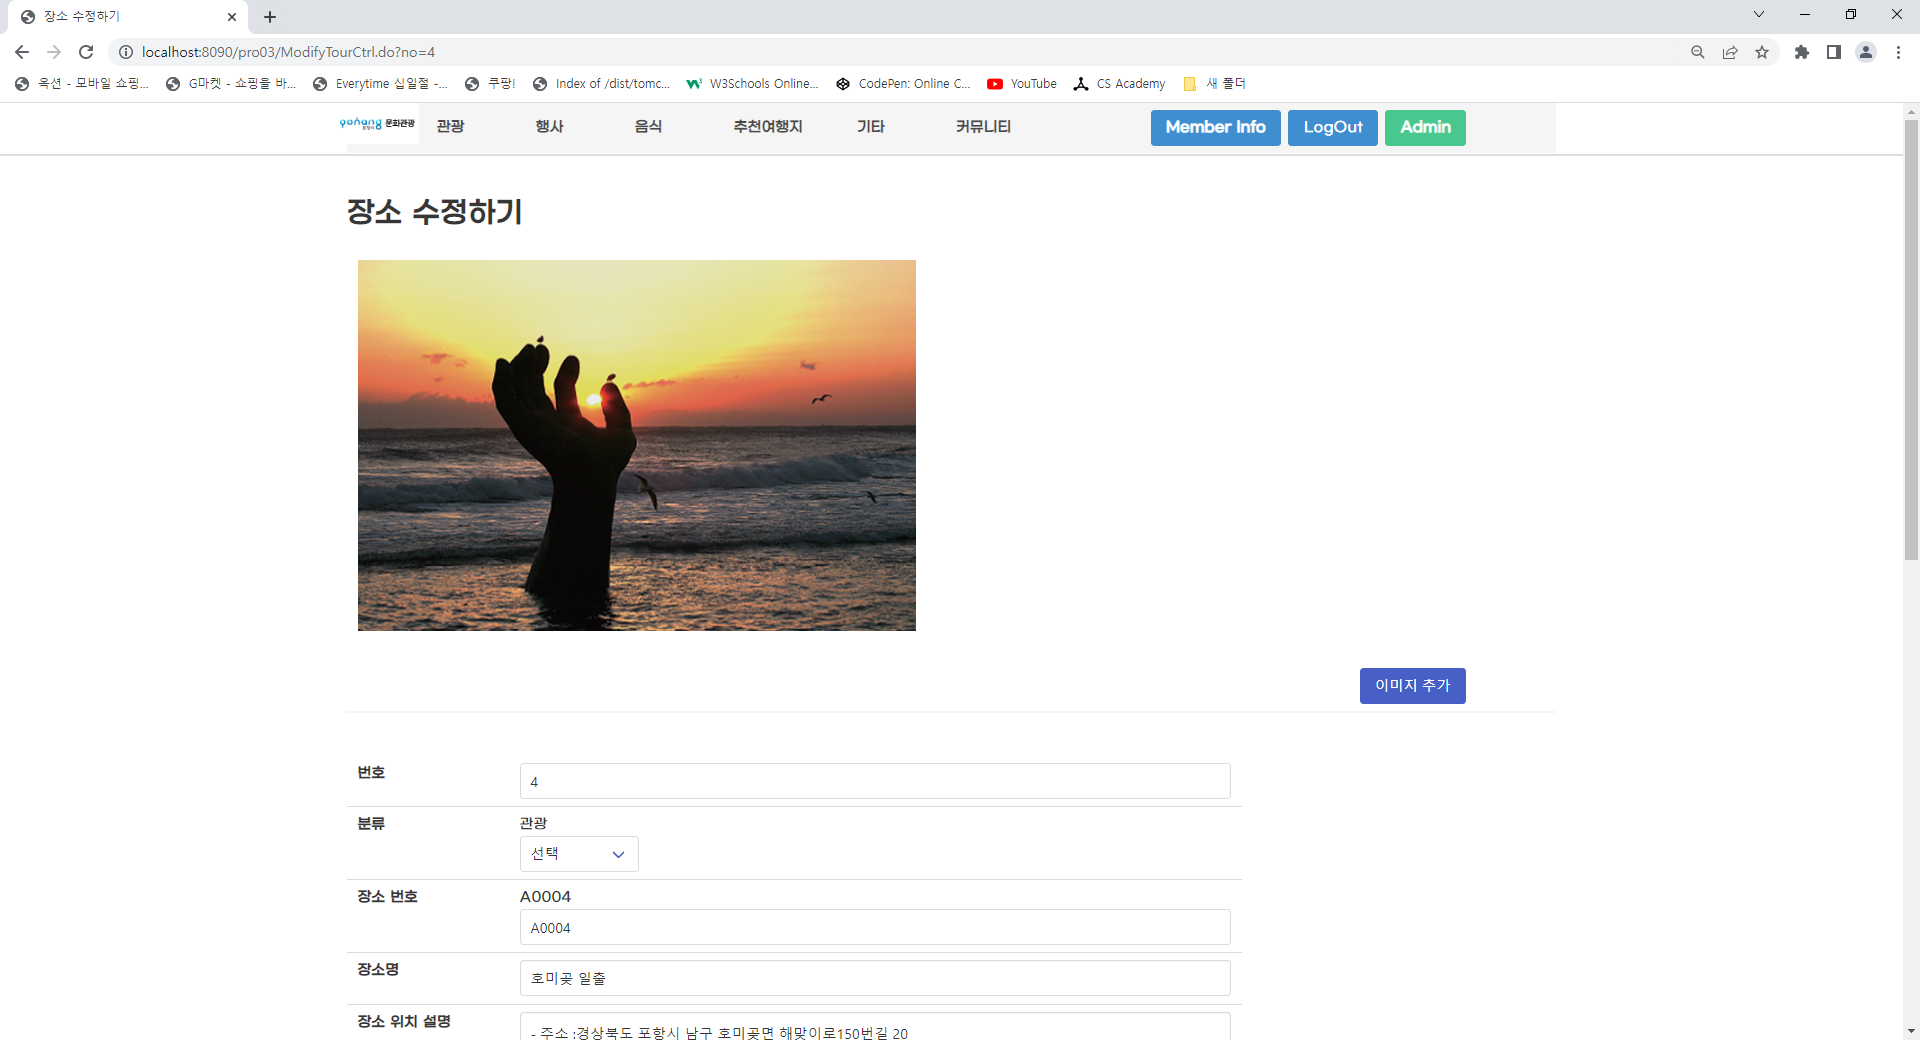 장소 수정하기
localhost:8090/pro03/ModifyTourCtrl.do?no=4
옥션 - 모바일 쇼핑... G마켓 - 쇼핑을 바... Everytime 십일절 -... 쿠팡! Index of /dist/tomc... W3Schools Online... CodePen: Online C... YouTube CS Academy 새 폴더
pohang 포항시 문화관광 관광 행사 음식 추천여행지 기타 커뮤니티 Member Info LogOut Admin
장소 수정하기
이미지 추가
번호 4
분류 관광
선택
장소 번호 A0004
A0004
장소명 호미곶 일출
장소 위치 설명 - 주소 :경상북도 포항시 남구 호미곶면 해맞이로150번길 20